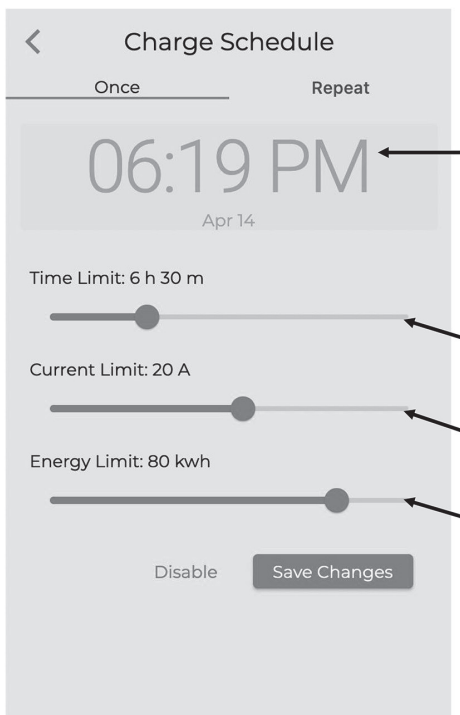 Charge Schedule
Once Repeat
06:19 PM
Apr 14
Time Limit: 6 h 30 m
Current Limit: 20 A
Energy Limit: 80 kwh
Disable Save Changes